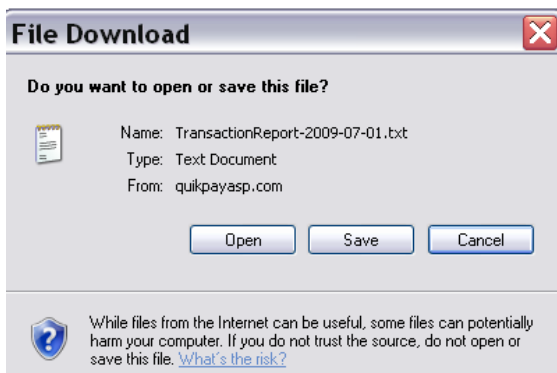 File Download
Do you want to open or save this file?
Name: TransactionReport-2009-07-01.txt
Type: Text Document
From: quikpayasp.com
Open Save Cancel
While files from the Internet can be useful, some files can potentially
harm your computer. If you do not trust the source, do not open or
save this file. What's the risk?